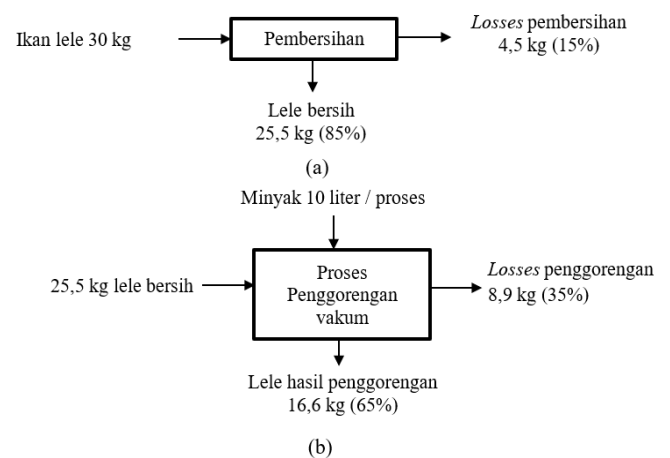 Ikan lele 30 kg
Pembersihan
Losses pembersihan
4,5 kg (15%)
Lele bersih
25,5 kg (85%)
(a)
Minyak 10 liter / proses
25,5 kg lele bersih
Proses
Penggorengan
vakum
Losses penggorengan
8,9 kg (35%)
Lele hasil penggorengan
16,6 kg (65%)
(b)